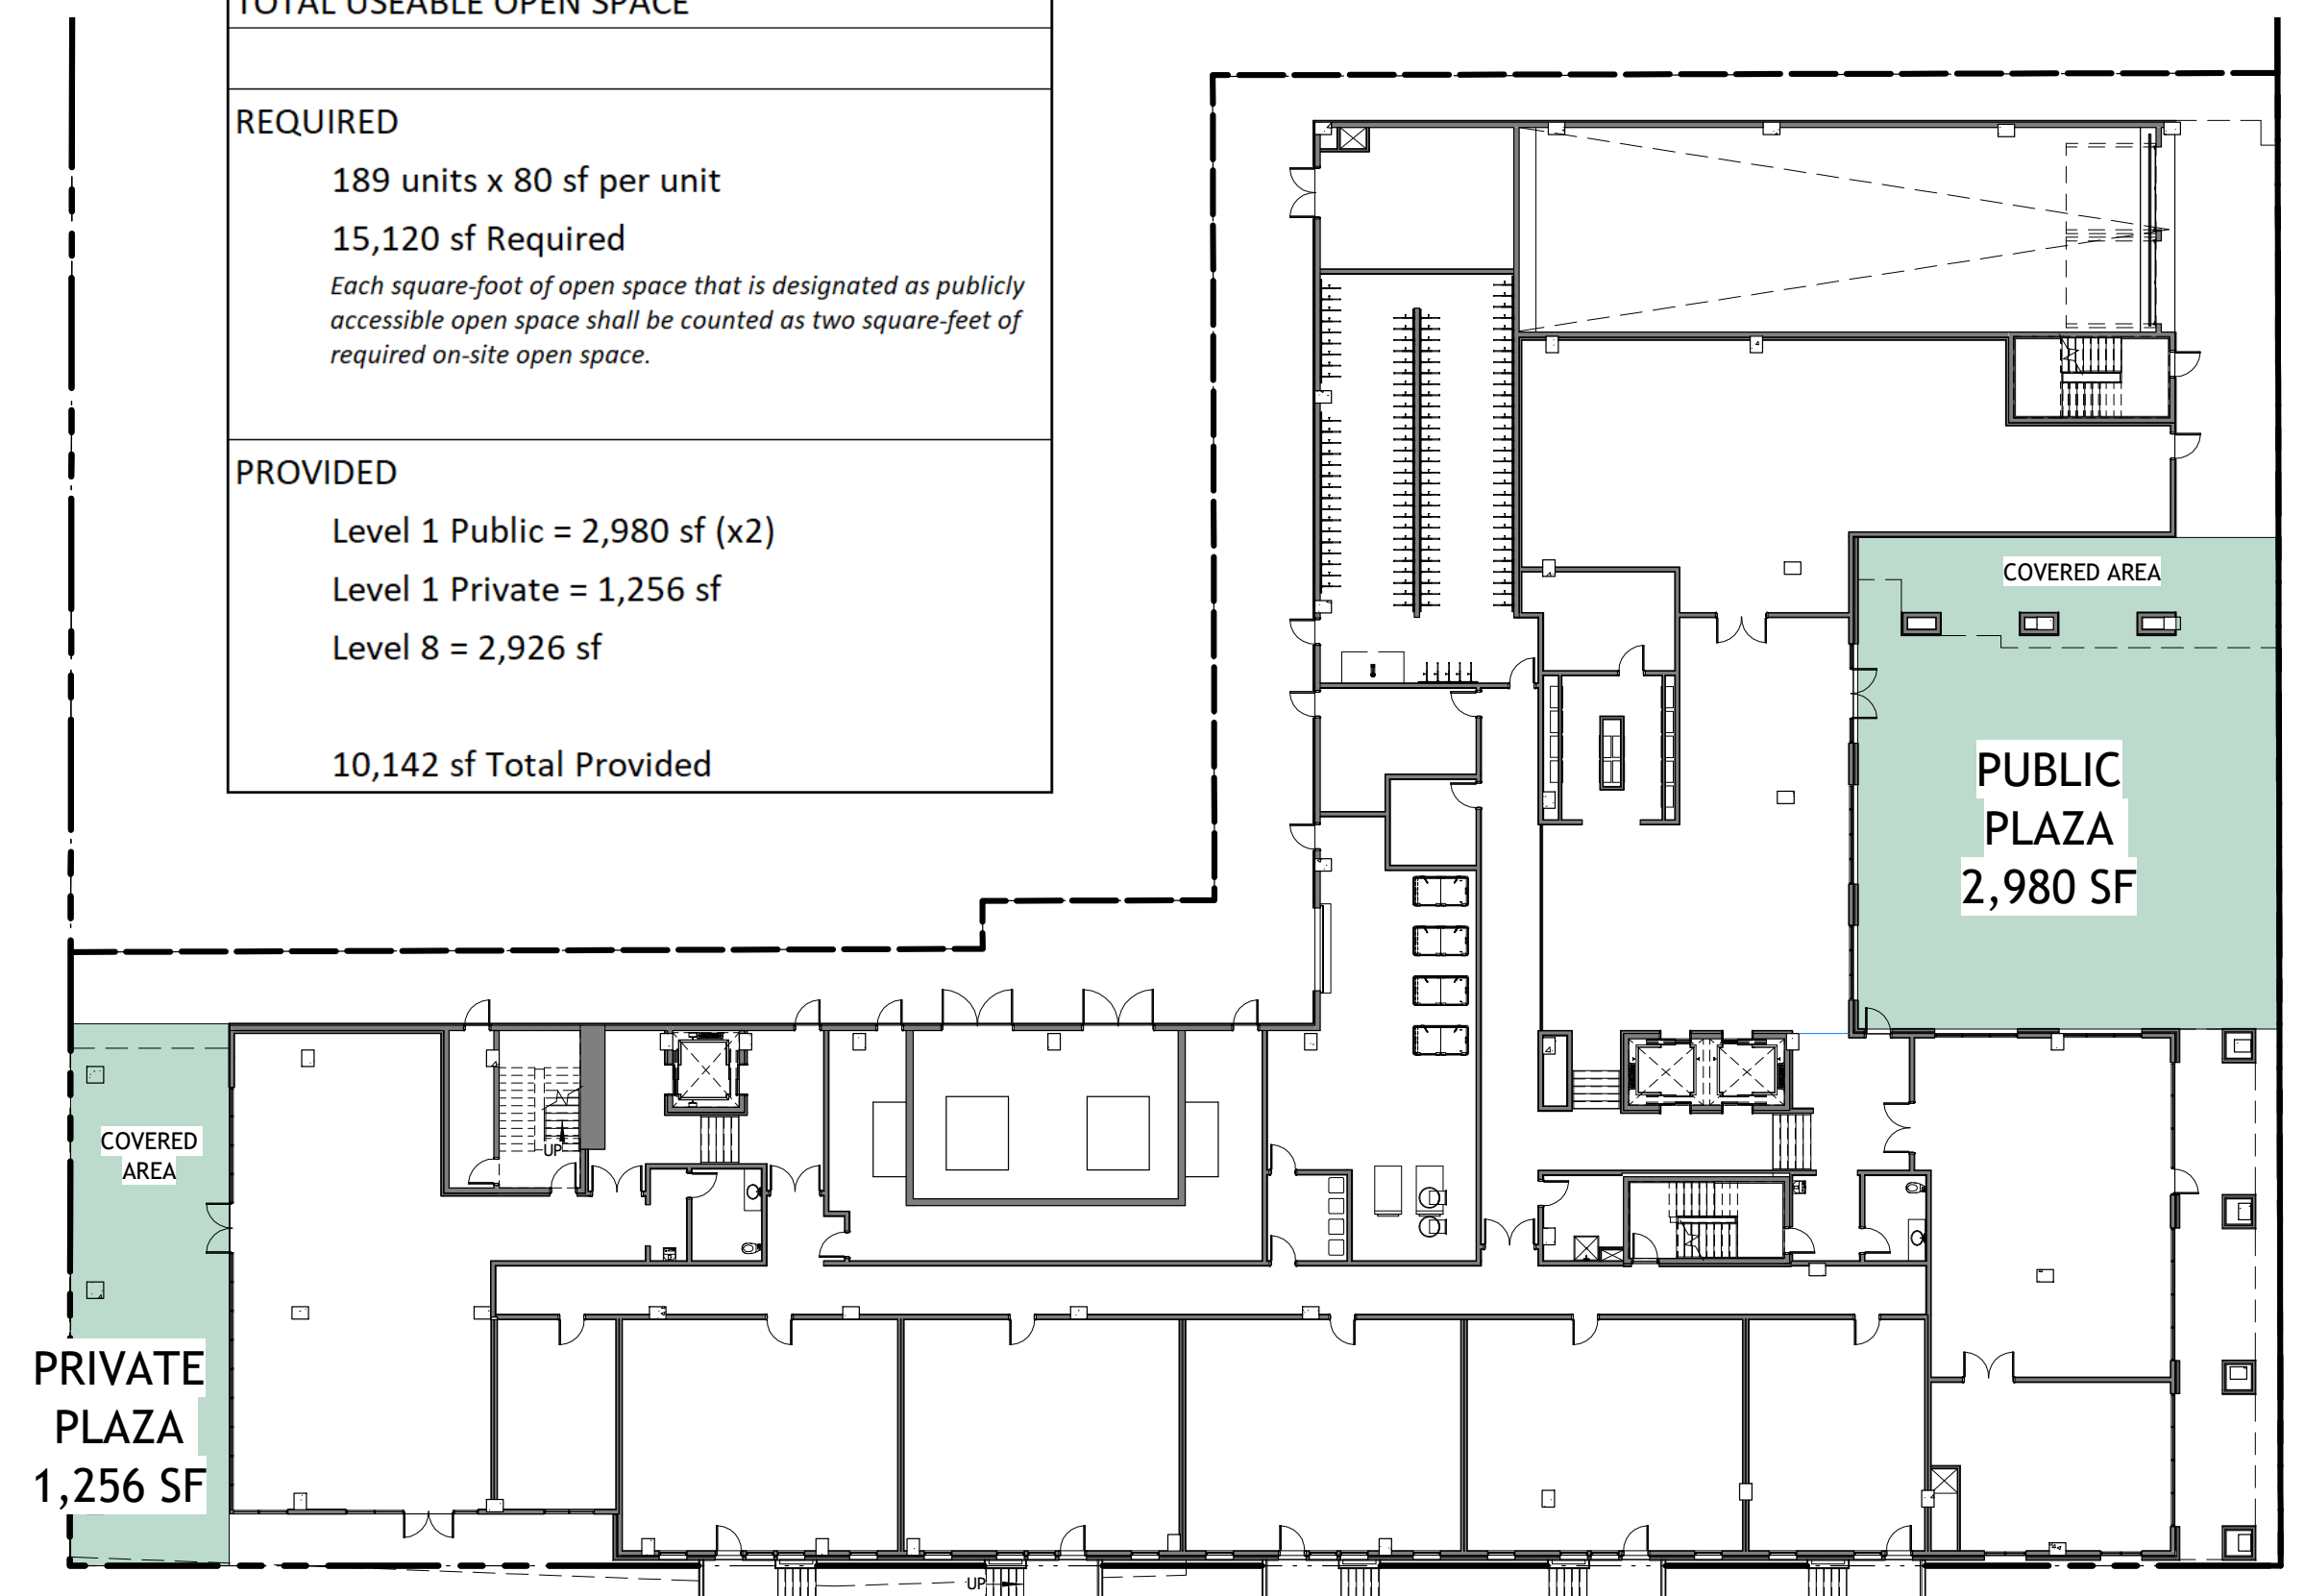 TOTAL USEABLE OPEN SPACE
REQUIRED
189 units x 80 sf per unit
15,120 sf Required
Each square-foot of open space that is designated as publicly
accessible open space shall be counted as two square-feet of
required on-site open space.
PROVIDED
Level 1 Public = 2,980 sf (x2)
Level 1 Private = 1,256 sf
Level 8 = 2,926 sf
10,142 sf Total Provided
COVERED AREA
PUBLIC
PLAZA
2,980 SF
COVERED
AREA
UP
PRIVATE
PLAZA
1,256 SF
UP